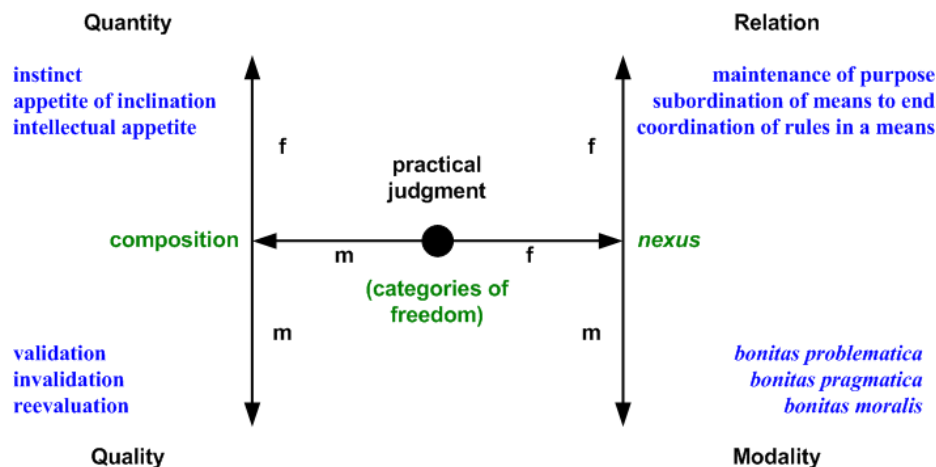 Quantity
Relation
instinct
appetite of inclination
intellectual appetite
maintenance of purpose
subordination of means to end
coordination of rules in a means
f
f
practical
judgment
composition
nexus
m
f
(categories of
freedom)
m
m
validation
invalidation
reevaluation
bonitas problematica
bonitas pragmatica
bonitas moralis
Quality
Modality